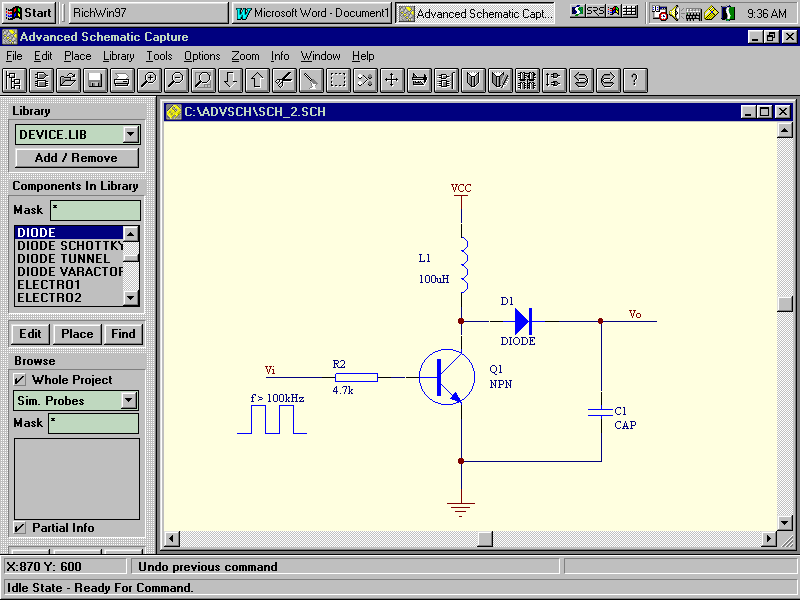 Start RichWin97 Microsoft Word - Document1 Advanced Schematic Capt... SRS 9:36 AM
Advanced Schematic Capture
File Edit Place Library Tools Options Zoom Info Window Help
?
Library
C:\ADVSCH\SCH_2.SCH
DEVICE.LIB
Add / Remove
Components In Library
Mask *
DIODE
DIODE SCHOTTKY
DIODE TUNNEL
DIODE VARACTOR
ELECTRO1
ELECTRO2
Edit Place Find
Browse
Whole Project
Sim. Probes
Mask *
Partial Info
VCC
L1
100uH
D1
DIODE
Vo
Vi
R2
4.7k
Q1
NPN
f > 100kHz
C1
CAP
X:870 Y: 600 Undo previous command
Idle State - Ready For Command.